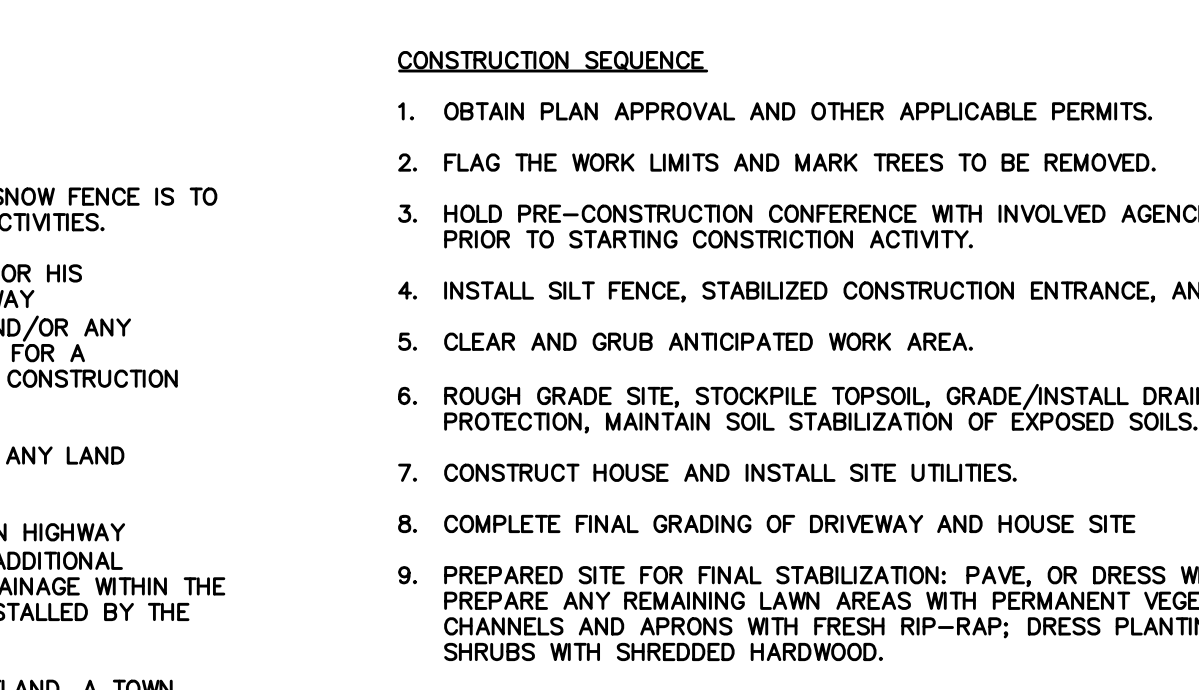 SNOW FENCE IS TO
CTIVITIES.
OR HIS
WAY
ND/OR ANY
FOR A
CONSTRUCTION
ANY LAND
HIGHWAY
ADDITIONAL
AINAGE WITHIN THE
STALLED BY THE
A TOWN
CONSTRUCTION SEQUENCE
1. OBTAIN PLAN APPROVAL AND OTHER APPLICABLE PERMITS.
2. FLAG THE WORK LIMITS AND MARK TREES TO BE REMOVED.
3. HOLD PRE-CONSTRUCTION CONFERENCE WITH INVOLVED AGENC
PRIOR TO STARTING CONSTRICTION ACTIVITY.
4. INSTALL SILT FENCE, STABILIZED CONSTRUCTION ENTRANCE, AN
5. CLEAR AND GRUB ANTICIPATED WORK AREA.
6. ROUGH GRADE SITE, STOCKPILE TOPSOIL, GRADE/INSTALL DRAI
PROTECTION, MAINTAIN SOIL STABILIZATION OF EXPOSED SOILS.
7. CONSTRUCT HOUSE AND INSTALL SITE UTILITIES.
8. COMPLETE FINAL GRADING OF DRIVEWAY AND HOUSE SITE
9. PREPARED SITE FOR FINAL STABILIZATION: PAVE, OR DRESS W
PREPARE ANY REMAINING LAWN AREAS WITH PERMANENT VEGE
CHANNELS AND APRONS WITH FRESH RIP-RAP; DRESS PLANTIN
SHRUBS WITH SHREDDED HARDWOOD.